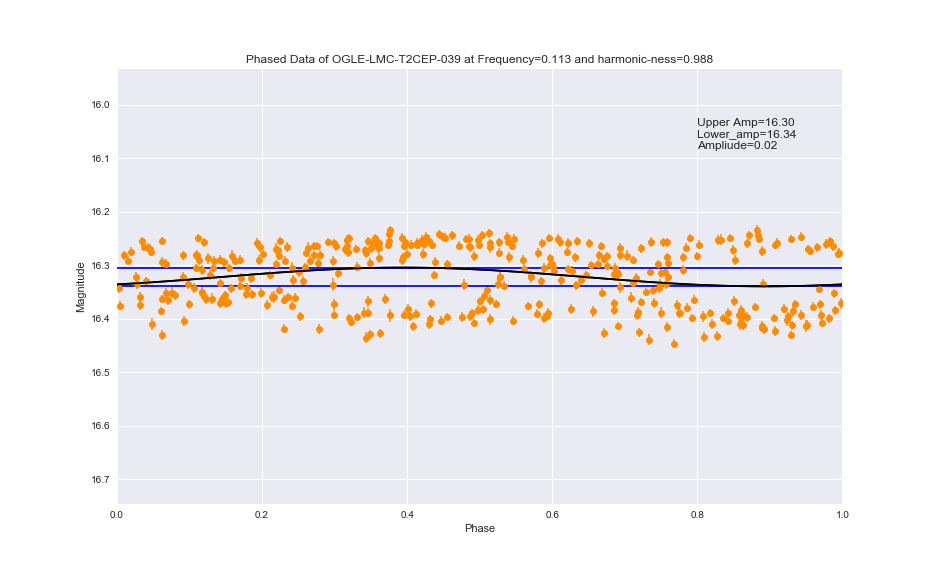 Phased Data of OGLE-LMC-T2CEP-039 at Frequency=0.113 and harmonic-ness=0.988
Upper Amp=16.30
Lower_amp=16.34
Ampliude=0.02
Magnitude
16.0
16.1
16.2
16.3
16.4
16.5
16.6
16.7
0.0 0.2 0.4 0.6 0.8 1.0
Phase